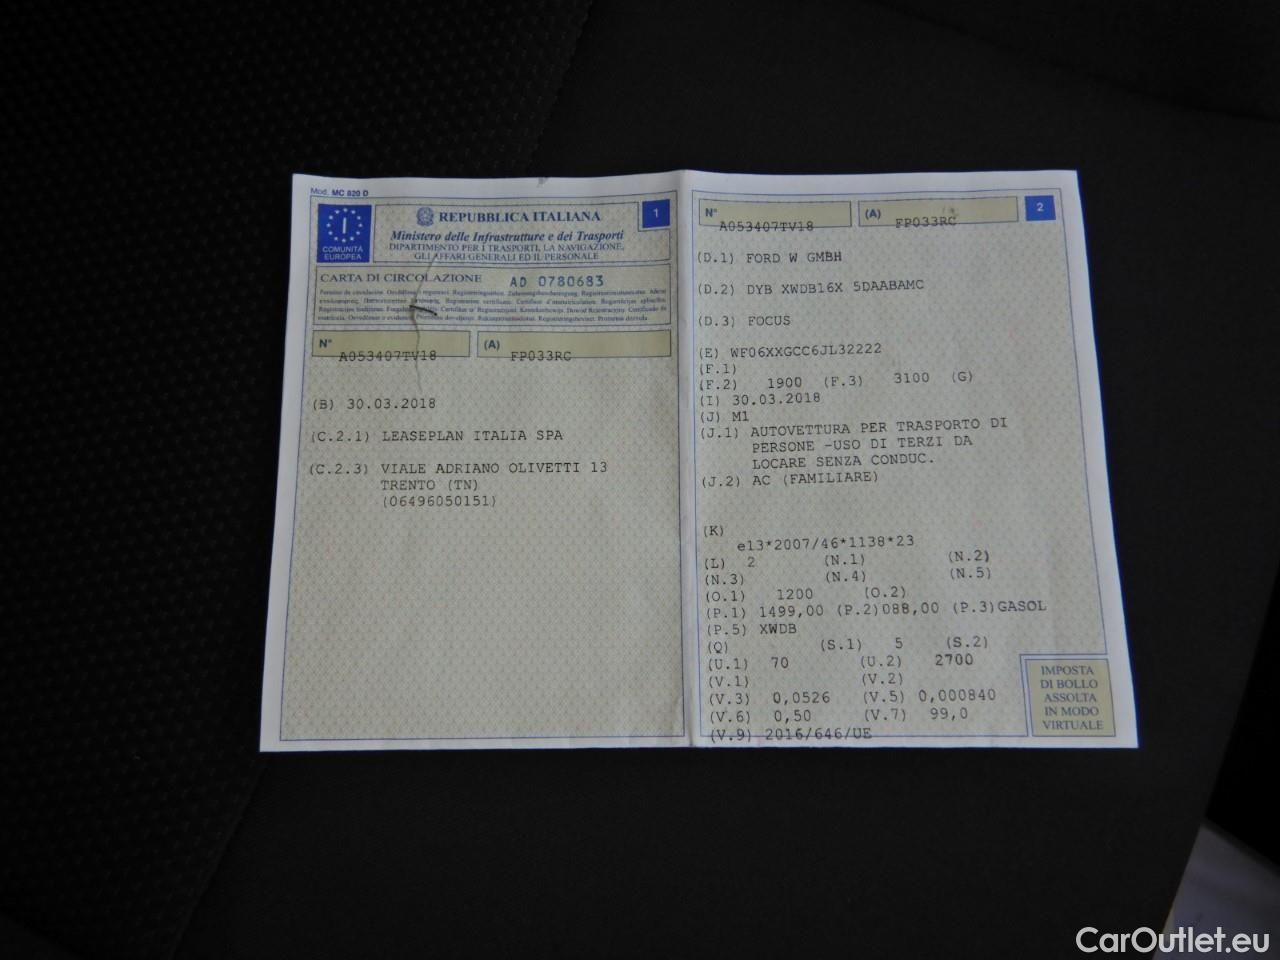 Mod. MC 820 D
I
COMUNITÀ
EUROPEA
REPUBBLICA ITALIANA
1
Ministero delle Infrastrutture e dei Trasporti
DIPARTIMENTO PER I TRASPORTI, LA NAVIGAZIONE,
GLI AFFARI GENERALI ED IL PERSONALE
CARTA DI CIRCOLAZIONE AD 0780683
N° A053407TV18 (A) FP033RC
(B) 30.03.2018
(C.2.1) LEASEPLAN ITALIA SPA
(C.2.3) VIALE ADRIANO OLIVETTI 13
TRENTO (TN)
(06496050151)
N° A053407TV18 (A) FP033RC
2
(D.1) FORD W GMBH
(D.2) DYB XWDB16X 5DAABAMC
(D.3) FOCUS
(E) WF06XXGCC6JL32222
(F.1)
(F.2) 1900 (F.3) 3100 (G)
(I) 30.03.2018
(J) M1
(J.1) AUTOVETTURA PER TRASPORTO DI
PERSONE -USO DI TERZI DA
LOCARE SENZA CONDUC.
(J.2) AC (FAMILIARE)
(K)
e13*2007/46*1138*23
(L) 2 (N.1) (N.2)
(N.3) (N.4) (N.5)
(O.1) 1200 (O.2)
(P.1) 1499,00 (P.2)088,00 (P.3)GASOL
(P.5) XWDB
(Q) (S.1) 5 (S.2)
(U.1) 70 (U.2) 2700
(V.1) (V.2)
(V.3) 0,0526 (V.5) 0,000840
(V.6) 0,50 (V.7) 99,0
(V.9) 2016/646/UE
IMPOSTA
DI BOLLO
ASSOLTA
IN MODO
VIRTUALE
CarOutlet.eu